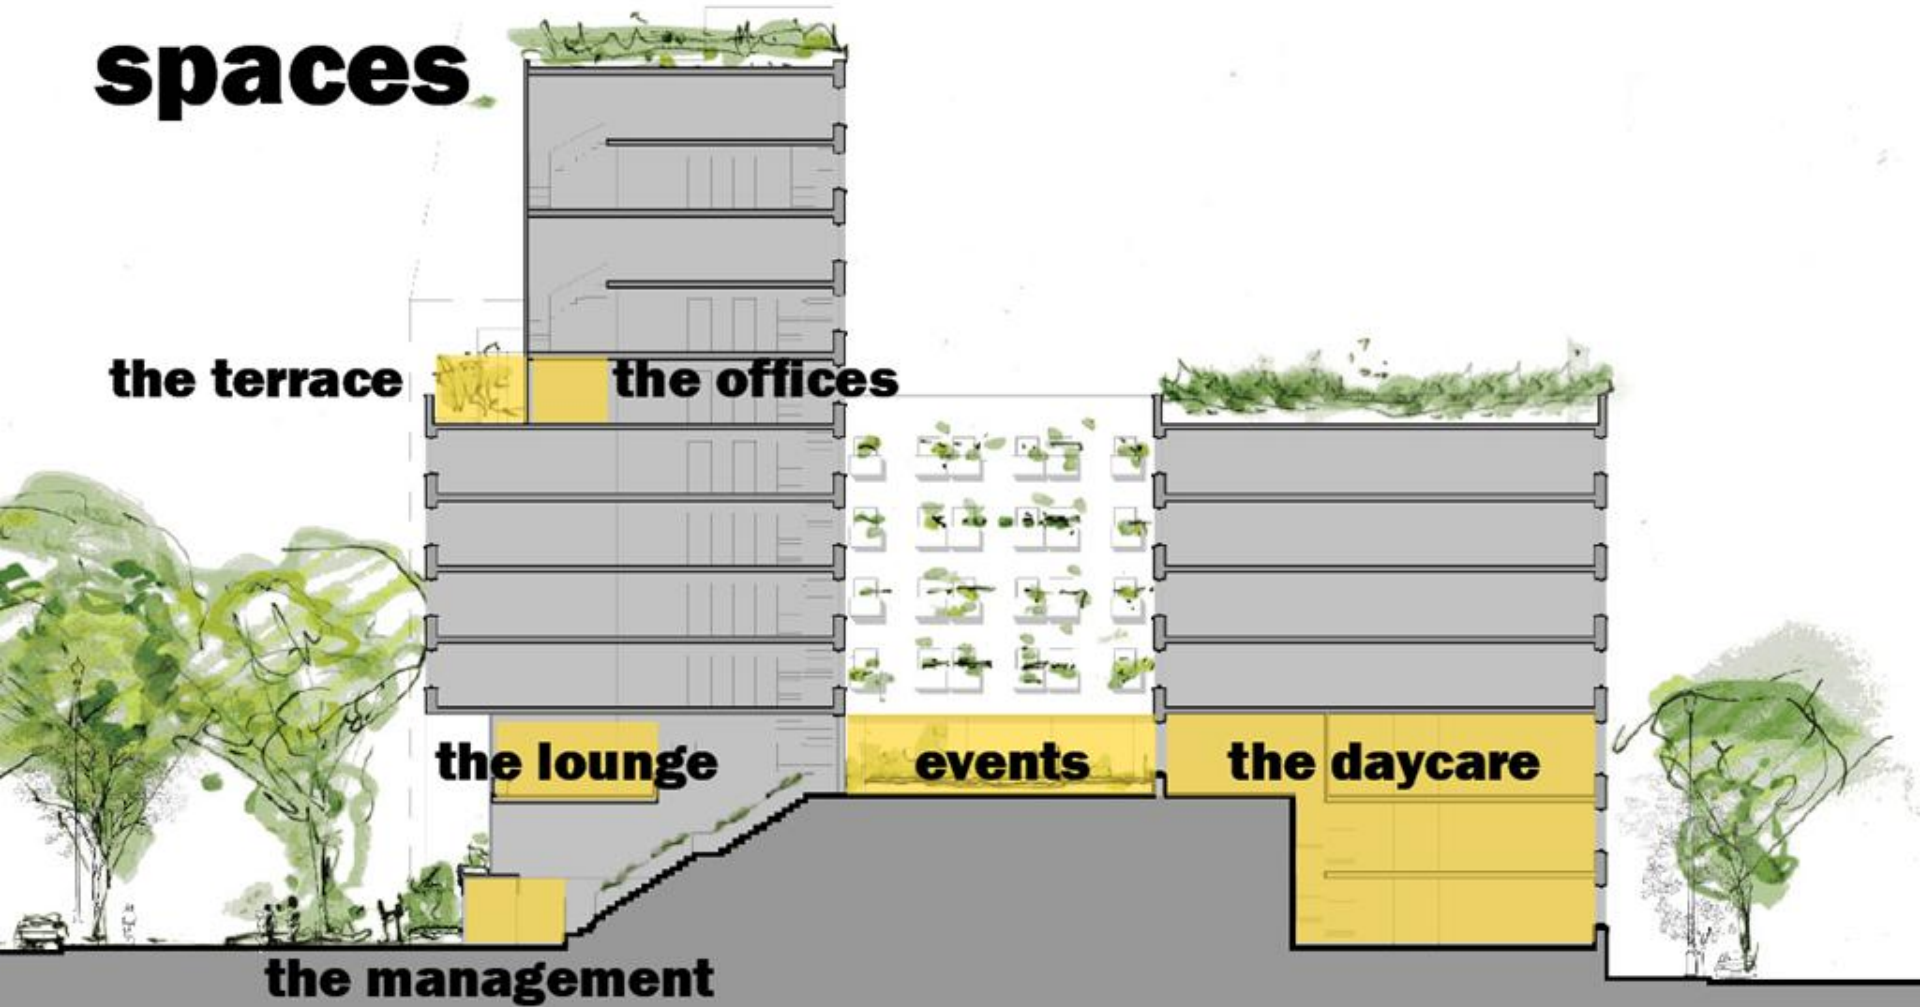 spaces
the terrace
the offices
the lounge
events
the daycare
the management